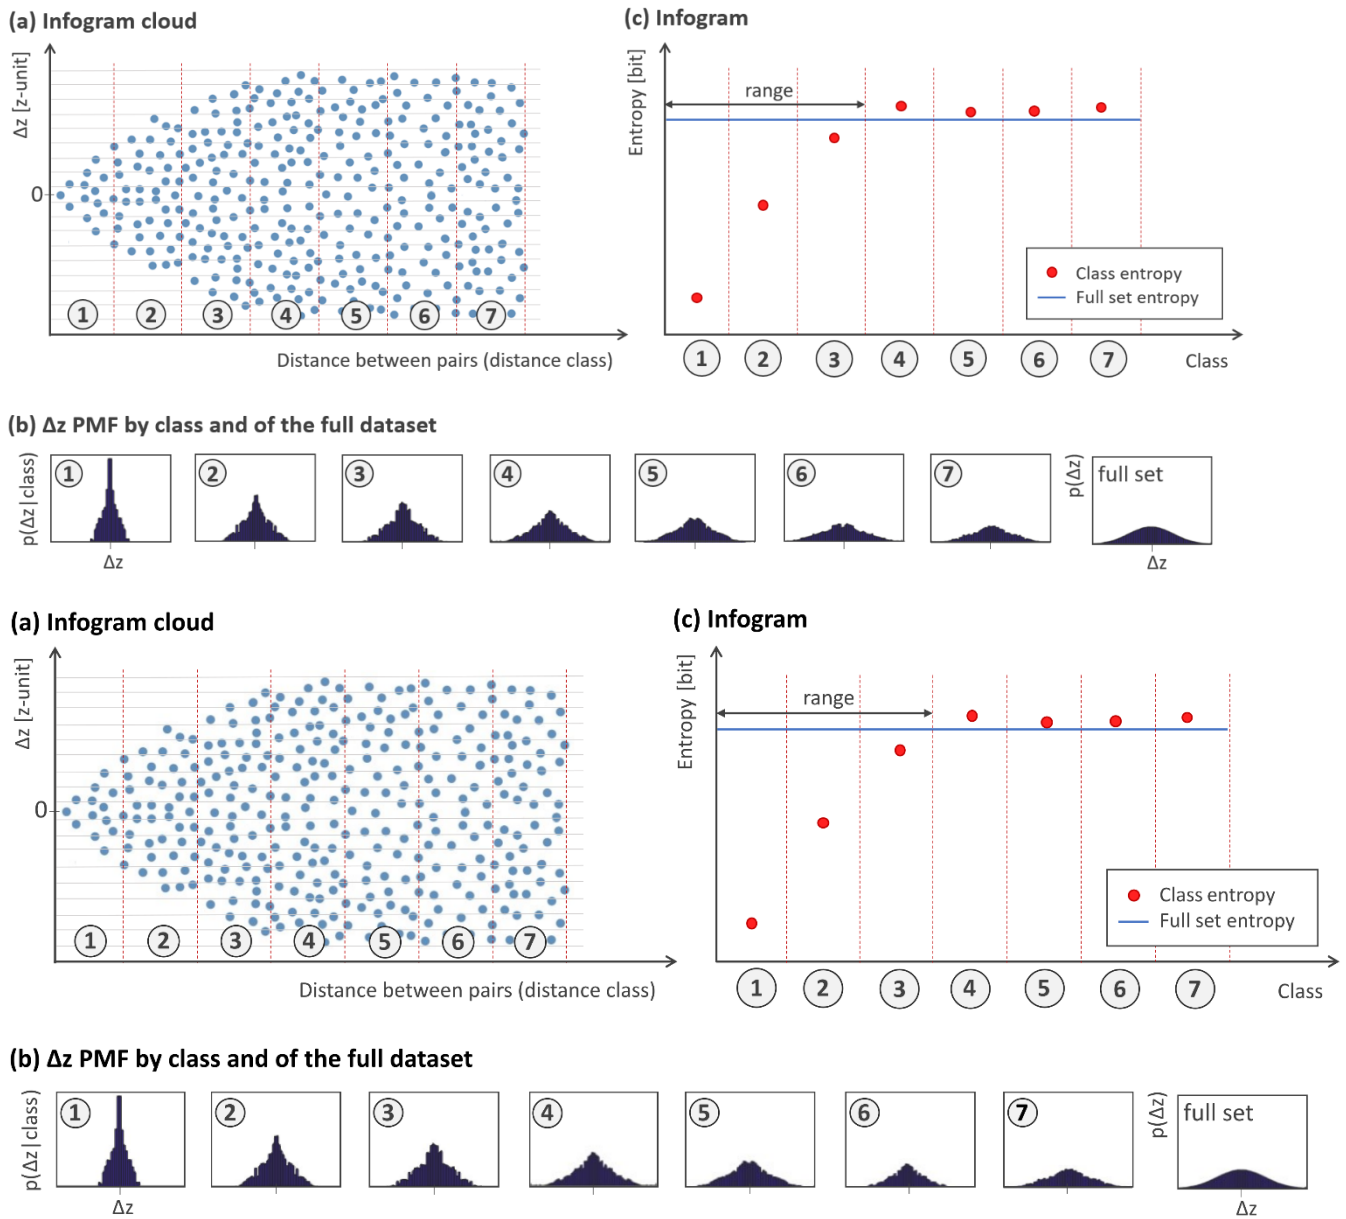 (a) Infogram cloud
Δz [z-unit]
0
1 2 3 4 5 6 7
Distance between pairs (distance class)
(c) Infogram
Entropy [bit]
range
Class entropy
Full set entropy
1 2 3 4 5 6 7 Class
(b) Δz PMF by class and of the full dataset
p(Δz|class)
1 2 3 4 5 6 7
p(Δz)
full set
Δz
Δz
(a) Infogram cloud
Δz [z-unit]
0
1 2 3 4 5 6 7
Distance between pairs (distance class)
(c) Infogram
Entropy [bit]
range
Class entropy
Full set entropy
1 2 3 4 5 6 7 Class
(b) Δz PMF by class and of the full dataset
p(Δz|class)
1 2 3 4 5 6 7
p(Δz)
full set
Δz
Δz